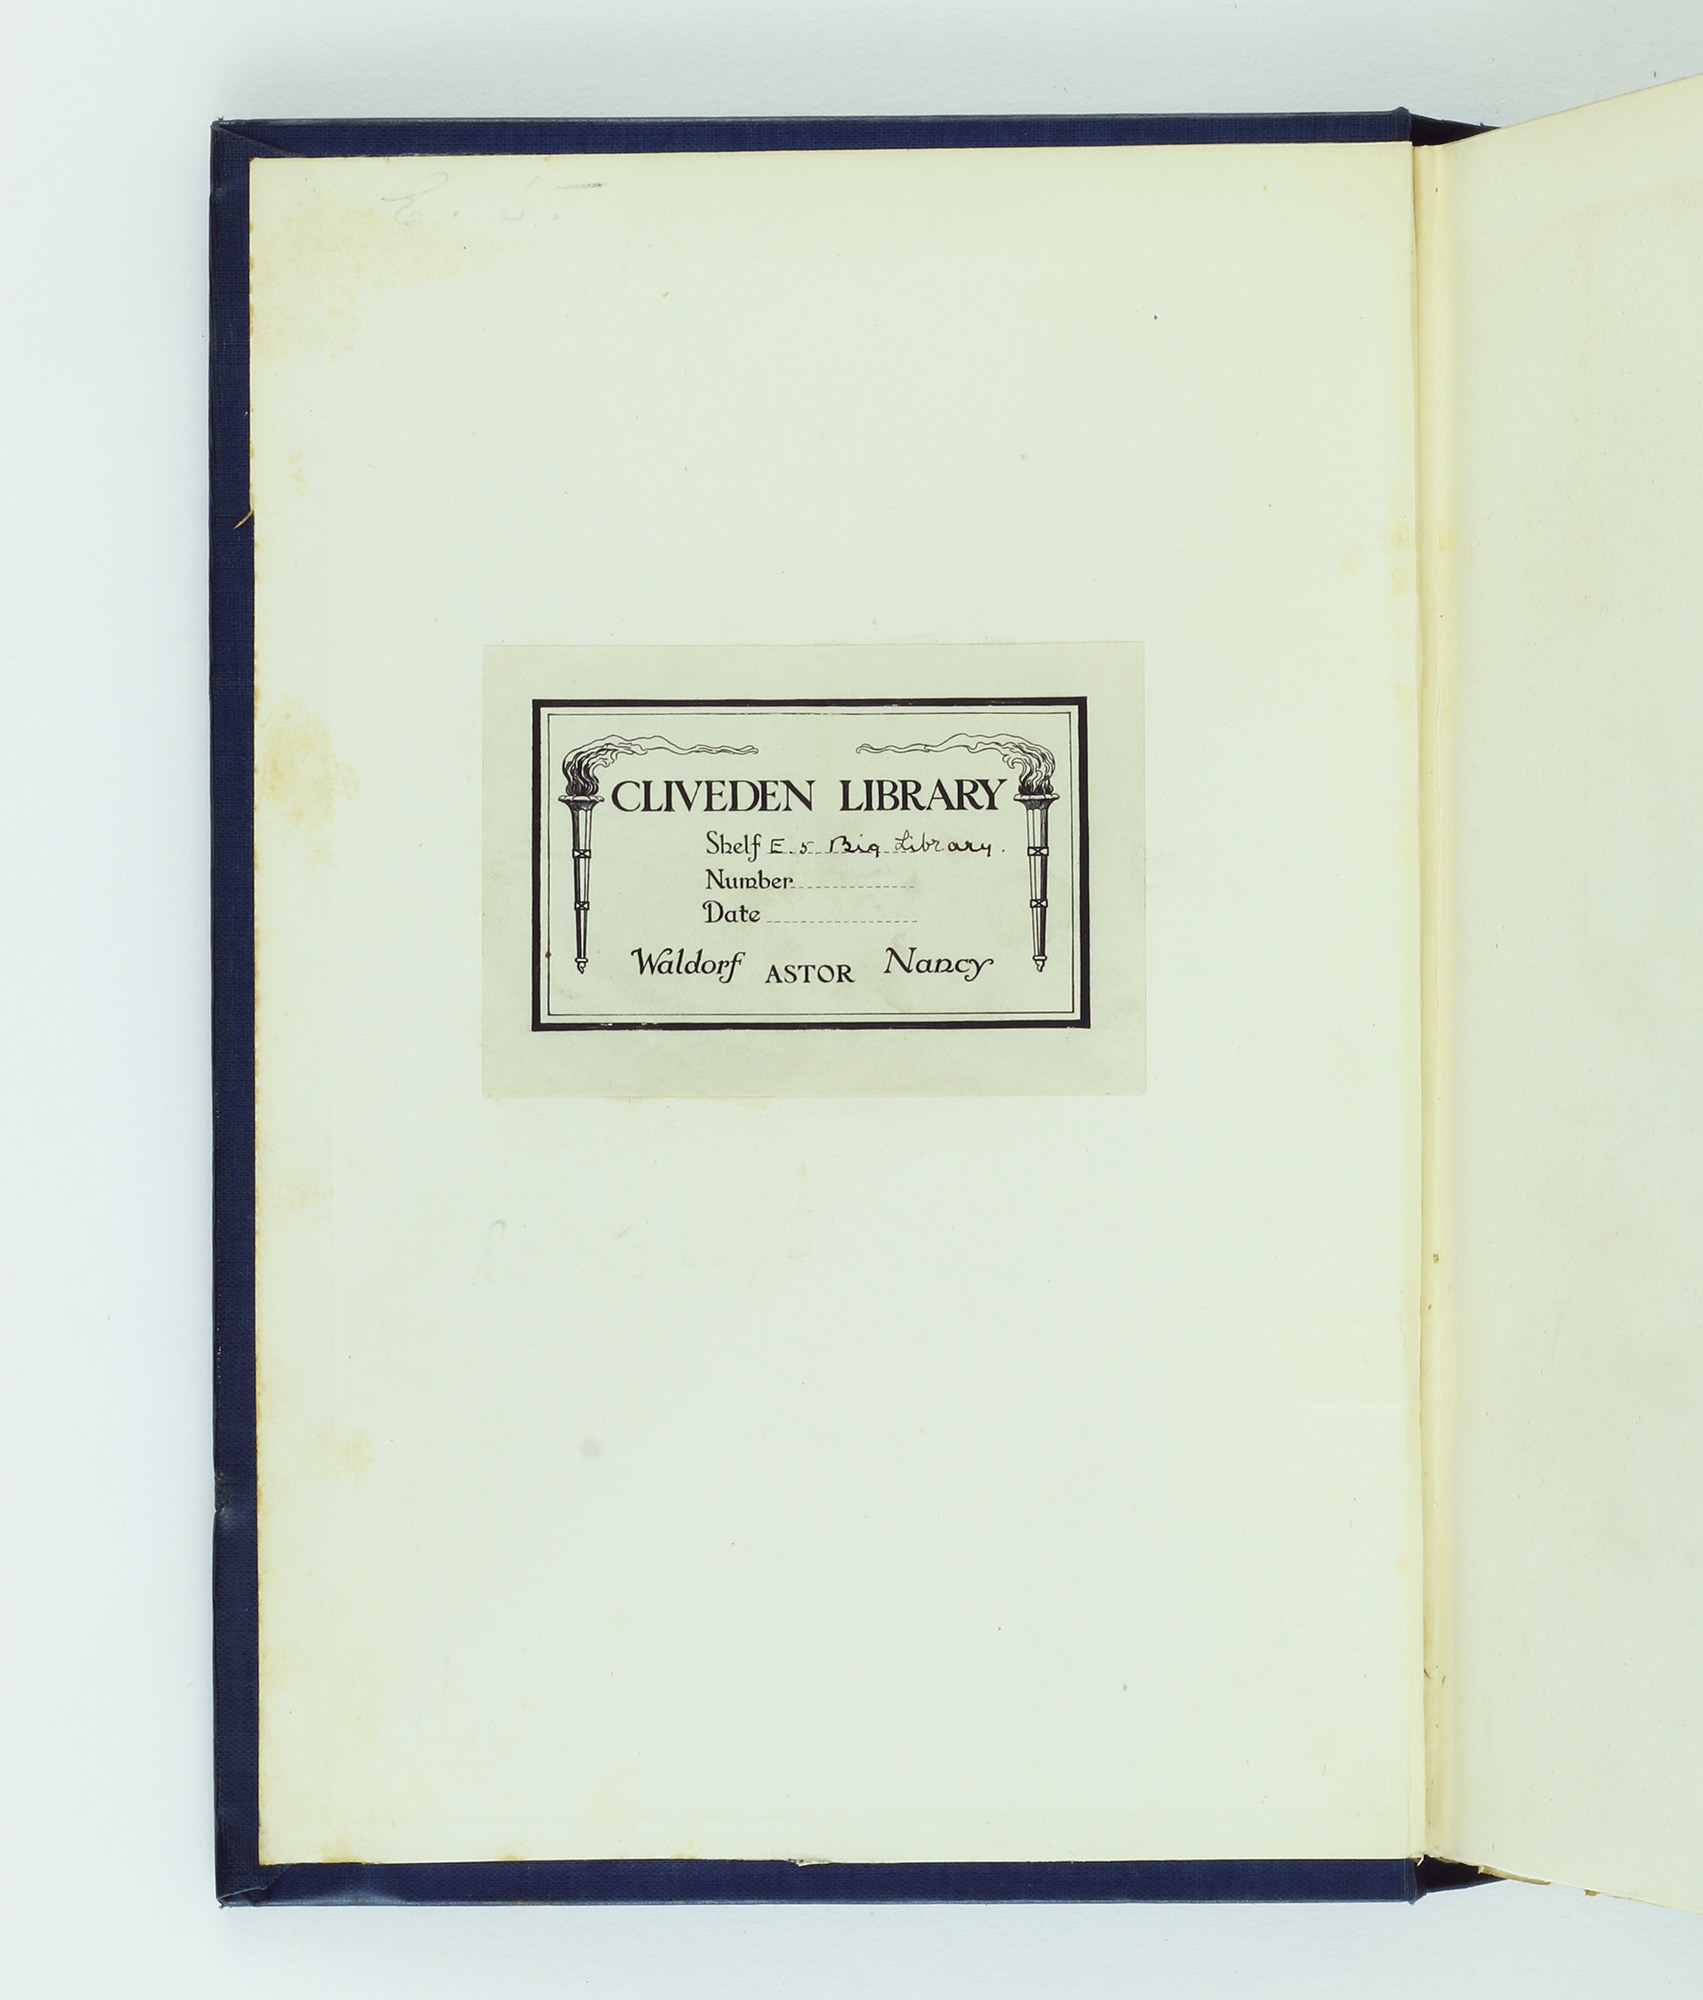 CLIVEDEN LIBRARY
Shelf E. 5 Big Library.
Number
Date
Waldorf ASTOR Nancy